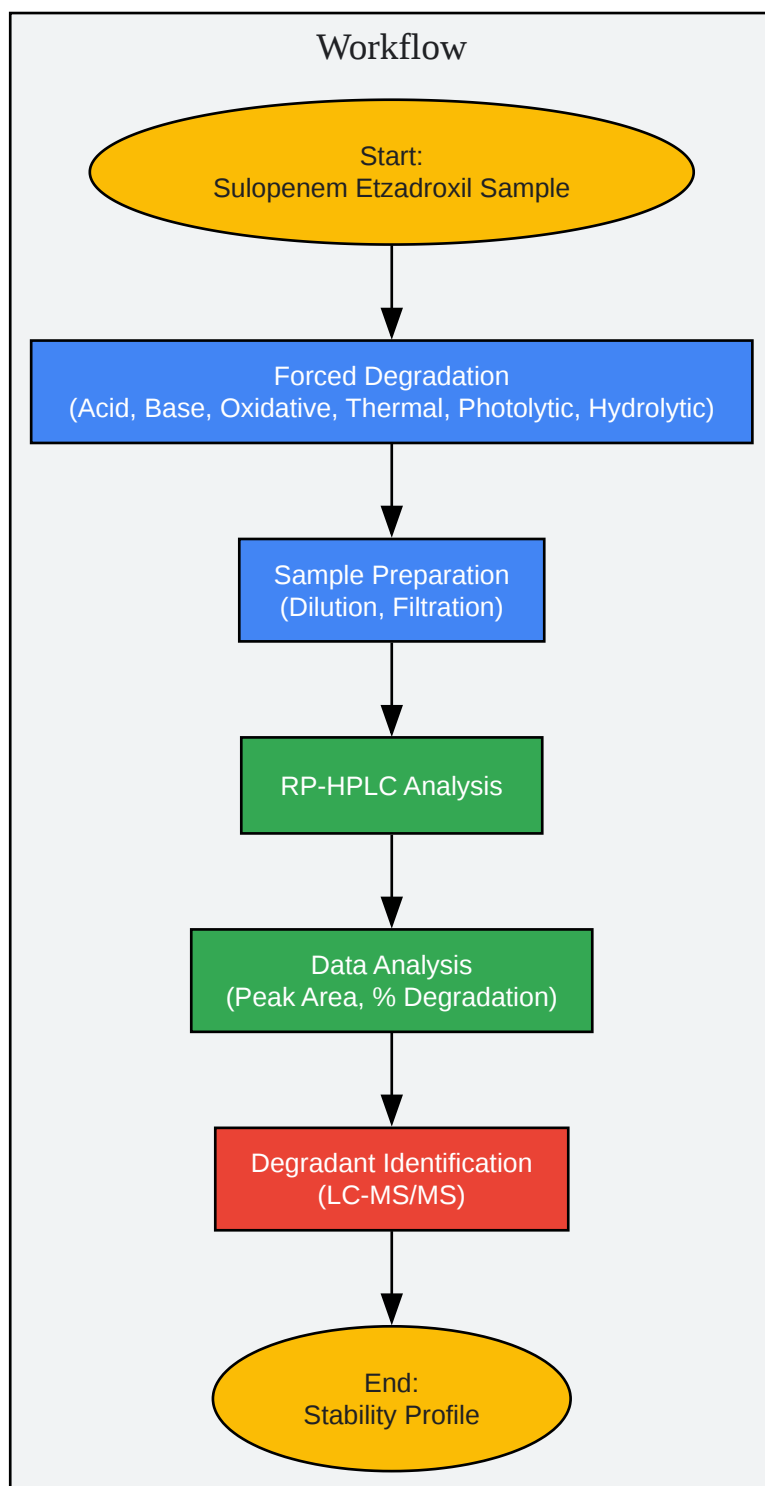 Workflow
Start:
Sulopenem Etzadroxil Sample
Forced Degradation
(Acid, Base, Oxidative, Thermal, Photolytic, Hydrolytic)
Sample Preparation
(Dilution, Filtration)
RP-HPLC Analysis
Data Analysis
(Peak Area, % Degradation)
Degradant Identification
(LC-MS/MS)
End:
Stability Profile